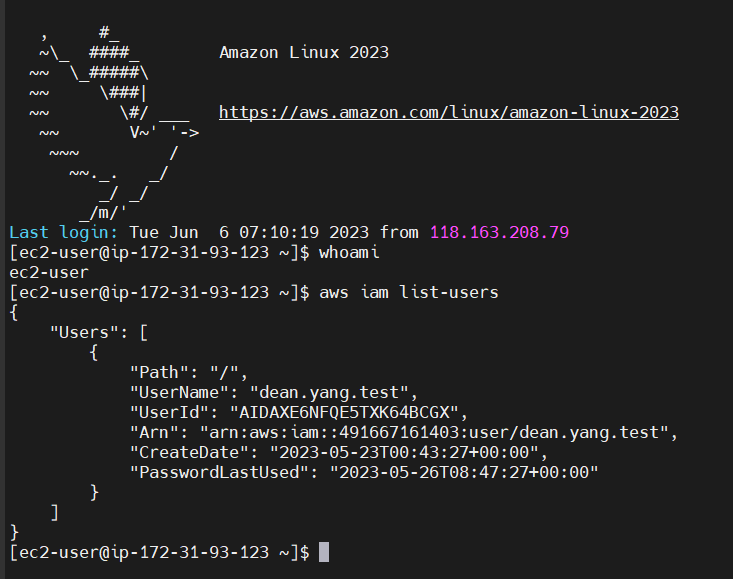 ,     #_
   ~\_  ####_        Amazon Linux 2023
  ~~  \_#####\
  ~~     \###|
  ~~       \#/ ___   https://aws.amazon.com/linux/amazon-linux-2023
   ~~       V~' '->
    ~~~         /
      ~~._.   _/
         _/ _/
       _/m/'
Last login: Tue Jun  6 07:10:19 2023 from 118.163.208.79
[ec2-user@ip-172-31-93-123 ~]$ whoami
ec2-user
[ec2-user@ip-172-31-93-123 ~]$ aws iam list-users
{
    "Users": [
        {
            "Path": "/",
            "UserName": "dean.yang.test",
            "UserId": "AIDAXE6NFQE5TXK64BCGX",
            "Arn": "arn:aws:iam::491667161403:user/dean.yang.test",
            "CreateDate": "2023-05-23T00:43:27+00:00",
            "PasswordLastUsed": "2023-05-26T08:47:27+00:00"
        }
    ]
}
[ec2-user@ip-172-31-93-123 ~]$